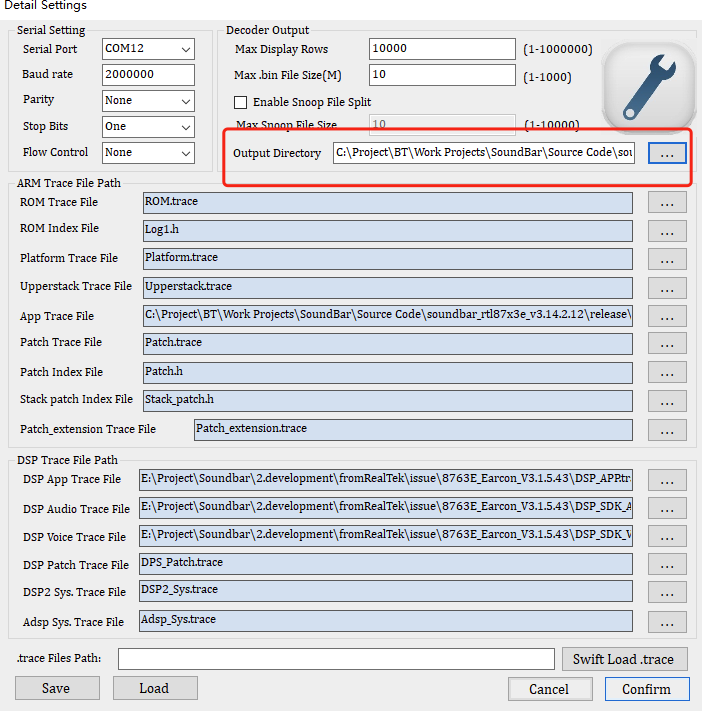 Detail Settings
Serial Setting
Serial Port COM12
Baud rate 2000000
Parity None
Stop Bits One
Flow Control None
Decoder Output
Max Display Rows 10000 (1-1000000)
Max .bin File Size(M) 10 (1-1000)
Enable Snoop File Split
Max Snoop File Size 10 (1-10000)
Output Directory C:\Project\BT\Work Projects\SoundBar\Source Code\sou ...
ARM Trace File Path
ROM Trace File ROM.trace ...
ROM Index File Log1.h ...
Platform Trace File Platform.trace ...
Upperstack Trace File Upperstack.trace ...
App Trace File C:\Project\BT\Work Projects\SoundBar\Source Code\soundbar_rtl87x3e_v3.14.2.12\release\ ...
Patch Trace File Patch.trace ...
Patch Index File Patch.h ...
Stack patch Index File Stack_patch.h ...
Patch_extension Trace File Patch_extension.trace ...
DSP Trace File Path
DSP App Trace File E:\Project\Soundbar\2.development\fromRealTek\issue\8763E_Earcon_V3.1.5.43\DSP_APP.tr ...
DSP Audio Trace File E:\Project\Soundbar\2.development\fromRealTek\issue\8763E_Earcon_V3.1.5.43\DSP_SDK_A ...
DSP Voice Trace File E:\Project\Soundbar\2.development\fromRealTek\issue\8763E_Earcon_V3.1.5.43\DSP_SDK_V ...
DSP Patch Trace File DPS_Patch.trace ...
DSP2 Sys. Trace File DSP2_Sys.trace ...
Adsp Sys. Trace File Adsp_Sys.trace ...
.trace Files Path: Swift Load .trace
Save Load Cancel Confirm